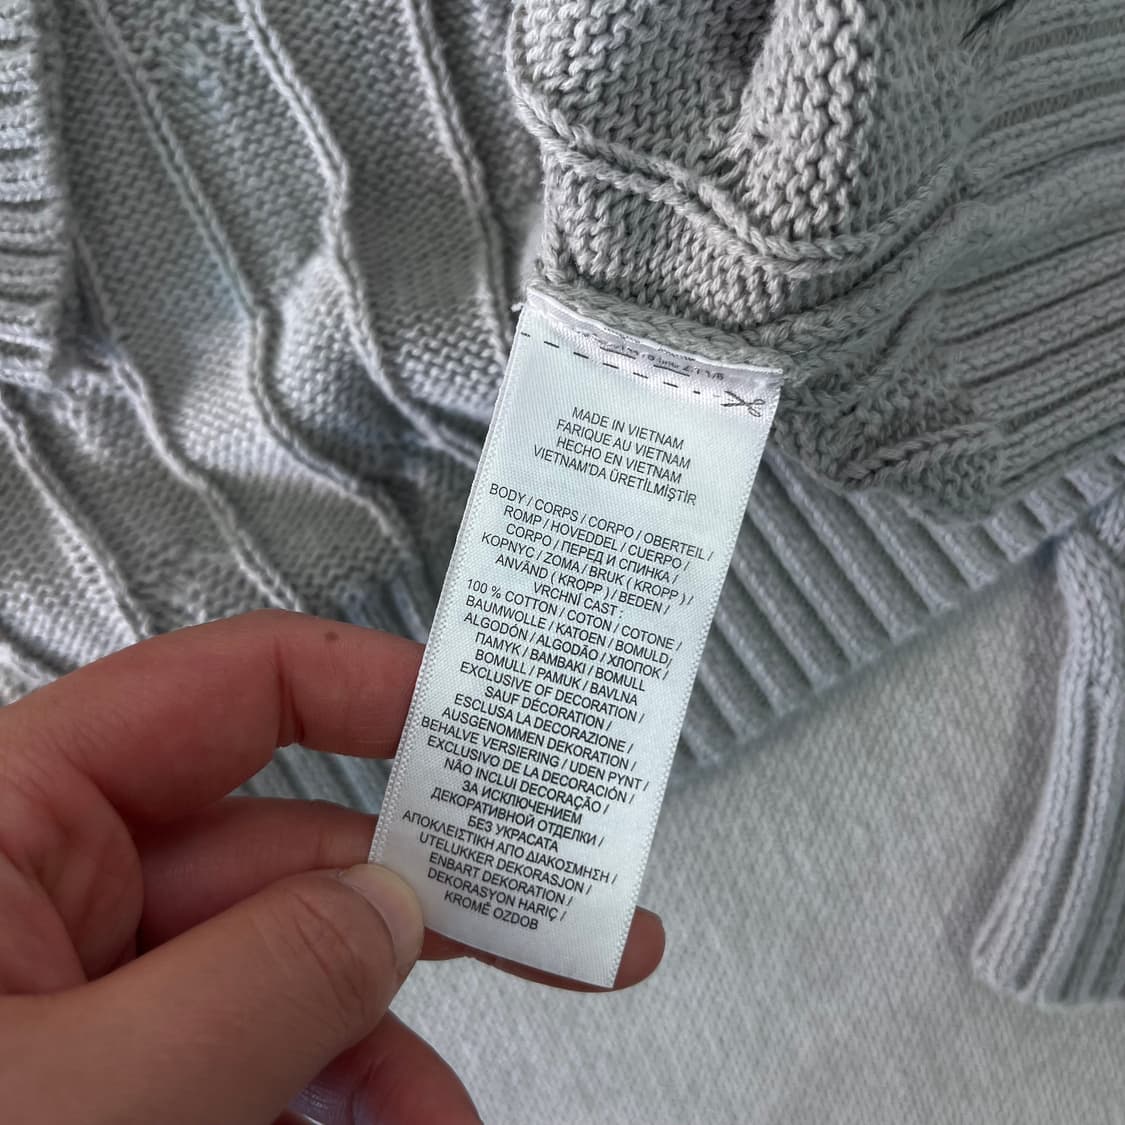 MADE IN VIETNAM
FARIQUE AU VIETNAM
HECHO EN VIETNAM
VIETNAM'DA ÜRETİLMİŞTİR
BODY / CORPS / CORPO / OBERTEIL /
ROMP / HOVEDDEL / CUERPO /
CORPO / ПЕРЕД И СПИНКА /
КОРПУС / ΖΟΜΑ / BRUK ( KROPP ) /
ANVÄND ( KROPP ) / BEDEN /
VRCHNÍ CAST :
100 % COTTON / COTON / COTONE /
BAUMWOLLE / KATOEN / BOMULD/
ALGODÓN / ALGODÃO / ХЛОПОК /
ПАМУК / BAMBAKI / BOMULL
BOMULL / PAMUK / BAVLNA
EXCLUSIVE OF DECORATION /
SAUF DÉCORATION /
ESCLUSA LA DECORAZIONE /
AUSGENOMMEN DEKORATION /
BEHALVE VERSIERING / UDEN PYNT /
EXCLUSIVO DE LA DECORACIÓN /
NÃO INCLUI DECORAÇÃO /
ЗА ИСКЛЮЧЕНИЕМ
ДЕКОРАТИВНОЙ ОТДЕЛКИ /
БЕЗ УКРАСАТА
ΑΠΟΚΛΕΙΣΤΙΚΗ ΑΠΟ ΔΙΑΚΟΣΜΗΣΗ /
UTELUKKER DEKORASJON /
ENBART DEKORATION /
DEKORASYON HARIÇ /
KROMĚ OZDOB